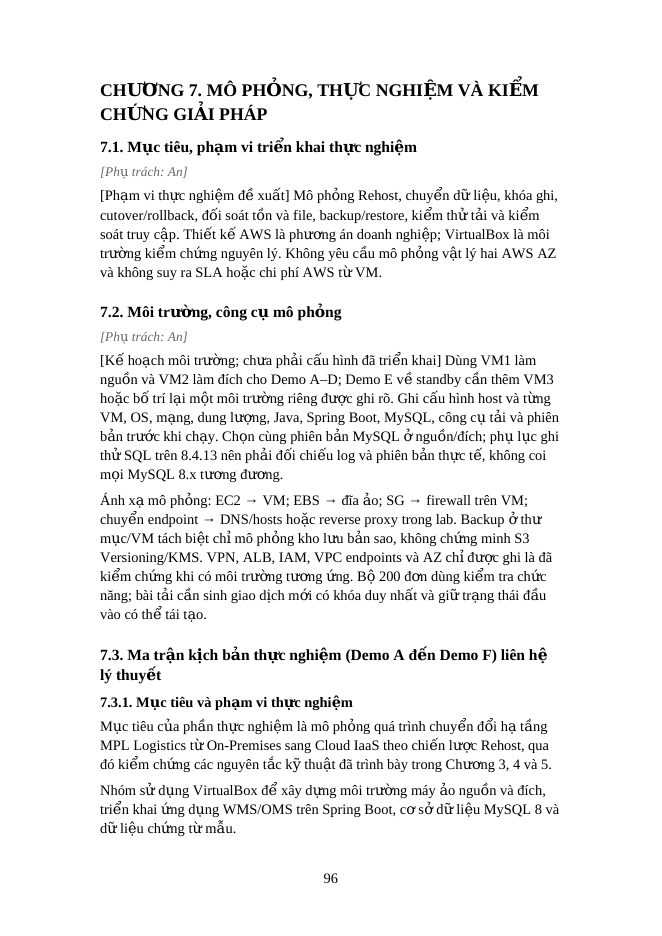 CHƯƠNG 7. MÔ PHỎNG, THỰC NGHIỆM VÀ KIỂM
CHỨNG GIẢI PHÁP
7.1. Mục tiêu, phạm vi triển khai thực nghiệm
[Phụ trách: An]
[Phạm vi thực nghiệm đề xuất] Mô phỏng Rehost, chuyển dữ liệu, khóa ghi,
cutover/rollback, đối soát tồn và file, backup/restore, kiểm thử tải và kiểm
soát truy cập. Thiết kế AWS là phương án doanh nghiệp; VirtualBox là môi
trường kiểm chứng nguyên lý. Không yêu cầu mô phỏng vật lý hai AWS AZ
và không suy ra SLA hoặc chi phí AWS từ VM.
7.2. Môi trường, công cụ mô phỏng
[Phụ trách: An]
[Kế hoạch môi trường; chưa phải cấu hình đã triển khai] Dùng VM1 làm
nguồn và VM2 làm đích cho Demo A–D; Demo E về standby cần thêm VM3
hoặc bố trí lại một môi trường riêng được ghi rõ. Ghi cấu hình host và từng
VM, OS, mạng, dung lượng, Java, Spring Boot, MySQL, công cụ tải và phiên
bản trước khi chạy. Chọn cùng phiên bản MySQL ở nguồn/đích; phụ lục ghi
thử SQL trên 8.4.13 nên phải đối chiếu log và phiên bản thực tế, không coi
mọi MySQL 8.x tương đương.
Ánh xạ mô phỏng: EC2 → VM; EBS → đĩa ảo; SG → firewall trên VM;
chuyển endpoint → DNS/hosts hoặc reverse proxy trong lab. Backup ở thư
mục/VM tách biệt chỉ mô phỏng kho lưu bản sao, không chứng minh S3
Versioning/KMS. VPN, ALB, IAM, VPC endpoints và AZ chỉ được ghi là đã
kiểm chứng khi có môi trường tương ứng. Bộ 200 đơn dùng kiểm tra chức
năng; bài tải cần sinh giao dịch mới có khóa duy nhất và giữ trạng thái đầu
vào có thể tái tạo.
7.3. Ma trận kịch bản thực nghiệm (Demo A đến Demo F) liên hệ
lý thuyết
7.3.1. Mục tiêu và phạm vi thực nghiệm
Mục tiêu của phần thực nghiệm là mô phỏng quá trình chuyển đổi hạ tầng
MPL Logistics từ On-Premises sang Cloud IaaS theo chiến lược Rehost, qua
đó kiểm chứng các nguyên tắc kỹ thuật đã trình bày trong Chương 3, 4 và 5.
Nhóm sử dụng VirtualBox để xây dựng môi trường máy ảo nguồn và đích,
triển khai ứng dụng WMS/OMS trên Spring Boot, cơ sở dữ liệu MySQL 8 và
dữ liệu chứng từ mẫu.
96